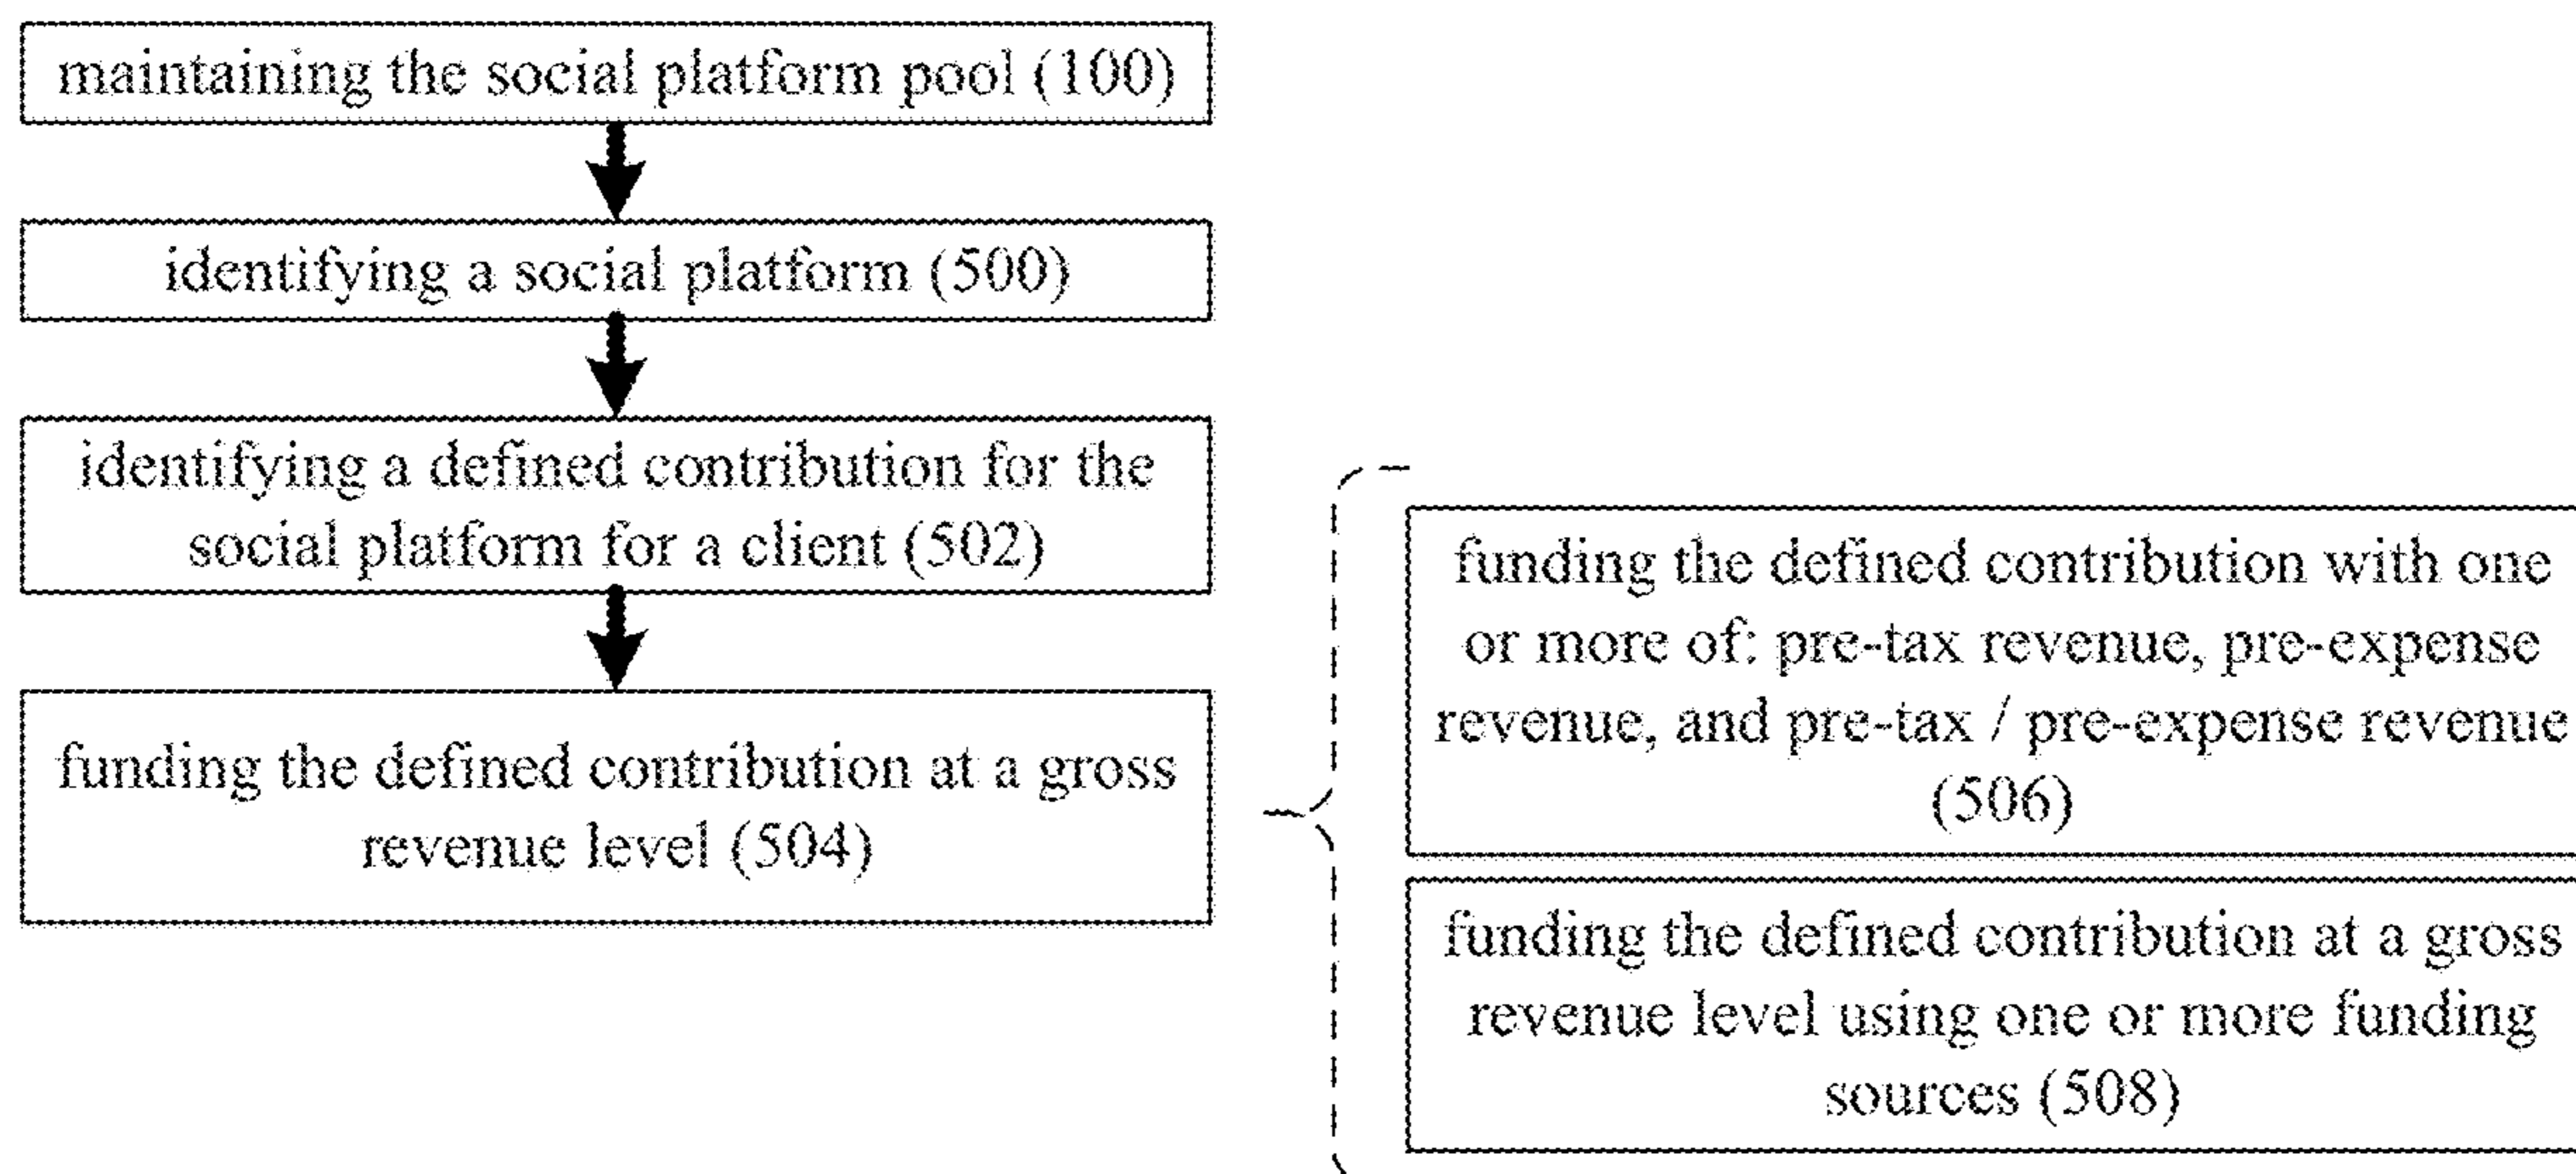 maintaining the social platform pool (100)
identifying a social platform (500)
identifying a defined contribution for the
social platform for a client (502)
funding the defined contribution at a gross
revenue level (504)
funding the defined contribution with one
or more of: pre-tax revenue, pre-expense
revenue, and pre-tax / pre-expense revenue
(506)
funding the defined contribution at a gross
revenue level using one or more funding
sources (508)